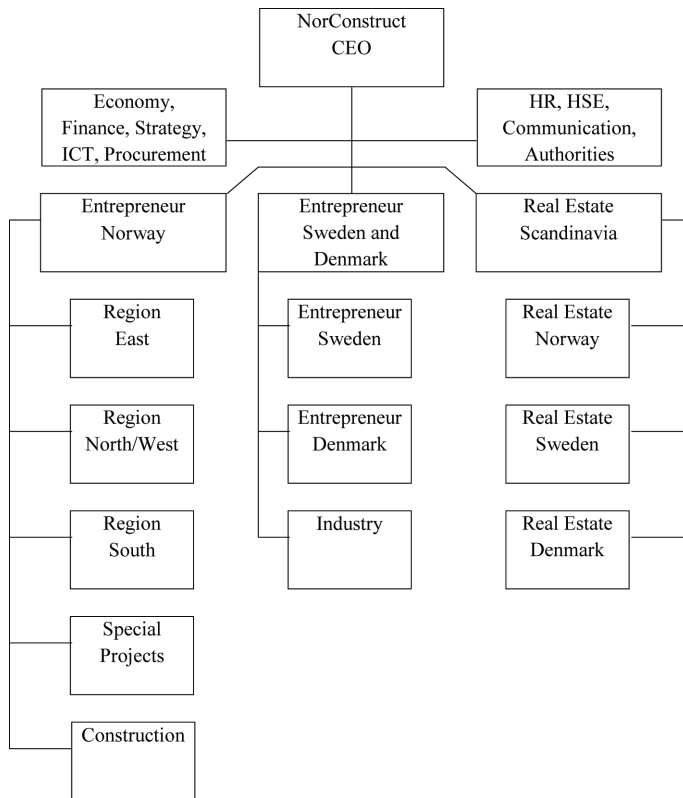 NorConstruct
CEO
Economy,
Finance, Strategy,
ICT, Procurement
HR, HSE,
Communication,
Authorities
Entrepreneur
Norway
Entrepreneur
Sweden and
Denmark
Real Estate
Scandinavia
Region
East
Entrepreneur
Sweden
Real Estate
Norway
Region
North/West
Entrepreneur
Denmark
Real Estate
Sweden
Region
South
Industry
Real Estate
Denmark
Special
Projects
Construction